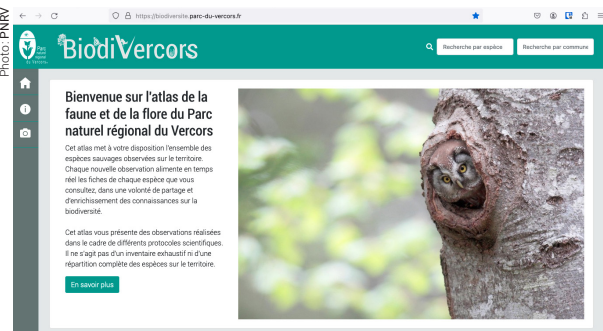 Photo: PNRV
https://biodiversite.parc-du-vercors.fr
Parc
naturel
régional
du Vercors
BiodiVercors
Recherche par espèce
Recherche par commune
Bienvenue sur l'atlas de la
faune et de la flore du Parc
naturel régional du Vercors
Cet atlas met à votre disposition l'ensemble des
espèces sauvages observées sur le territoire.
Chaque nouvelle observation alimente en temps
réel les fiches de chaque espèce que vous
consultez, dans une volonté de partage et
d'enrichissement des connaissances sur la
biodiversité.
Cet atlas vous présente des observations réalisées
dans le cadre de différents protocoles scientifiques.
Il ne s'agit pas d'un inventaire exhaustif ni d'une
répartition complète des espèces sur le territoire.
En savoir plus